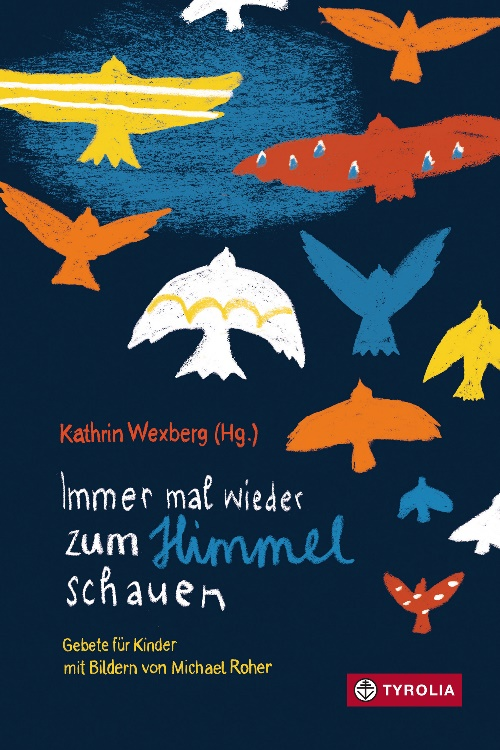 Kathrin Wexberg (Hg.)
Immer mal wieder
zum Himmel
schauen
Gebete für Kinder
mit Bildern von Michael Roher
TYROLIA